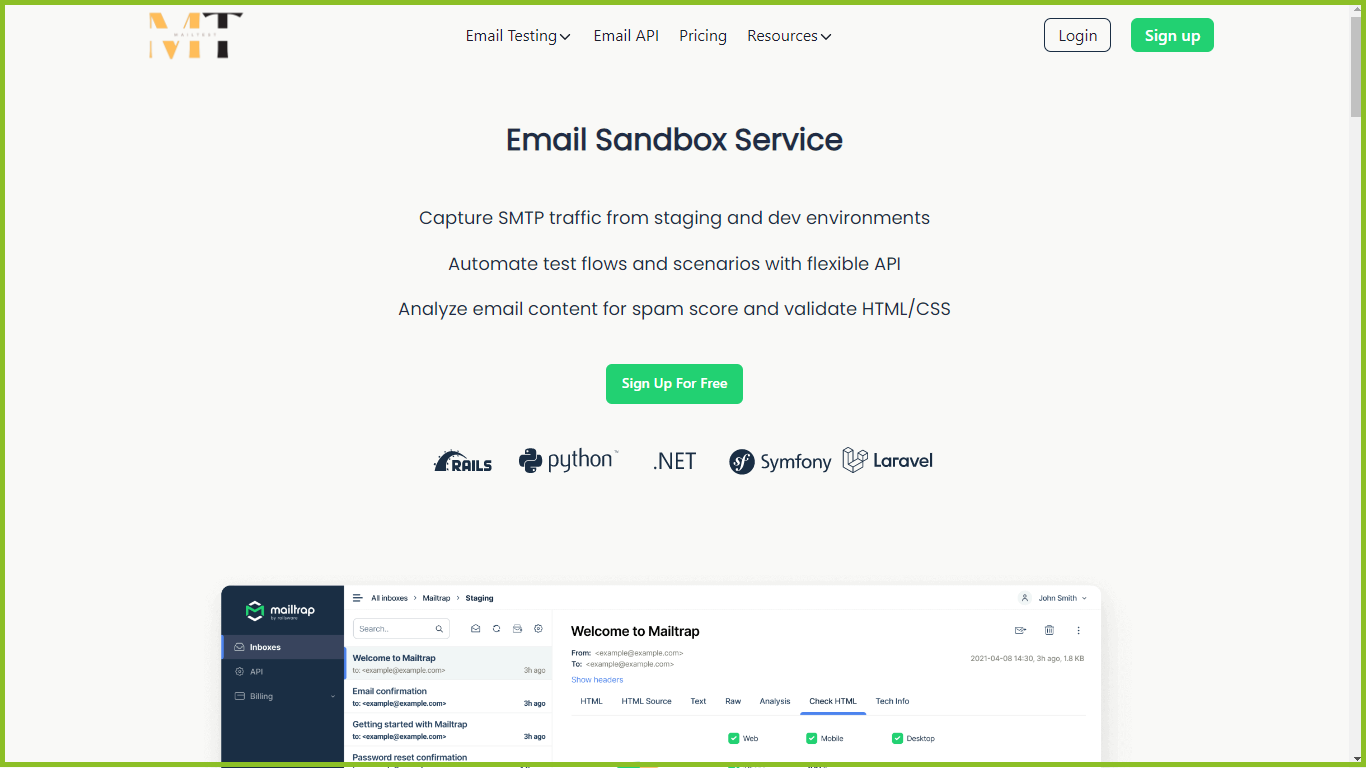 MT
MAILTEST
Email Testing Email API Pricing Resources Login Sign up
Email Sandbox Service
Capture SMTP traffic from staging and dev environments
Automate test flows and scenarios with flexible API
Analyze email content for spam score and validate HTML/CSS
Sign Up For Free
RAILS python™ .NET sf Symfony Laravel
mailtrap
by railsware
Inboxes
API
Billing
All inboxes > Mailtrap > Staging
John Smith
Search..
Welcome to Mailtrap
to: <example@example.com> 3h ago
Email confirmation
to: <example@example.com> 3h ago
Getting started with Mailtrap
to: <example@example.com> 3h ago
Password reset confirmation
Welcome to Mailtrap
From: <example@example.com>
To: <example@example.com>
Show headers
2021-04-08 14:30, 3h ago, 1.8 KB
HTML HTML Source Text Raw Analysis Check HTML Tech Info
Web Mobile Desktop